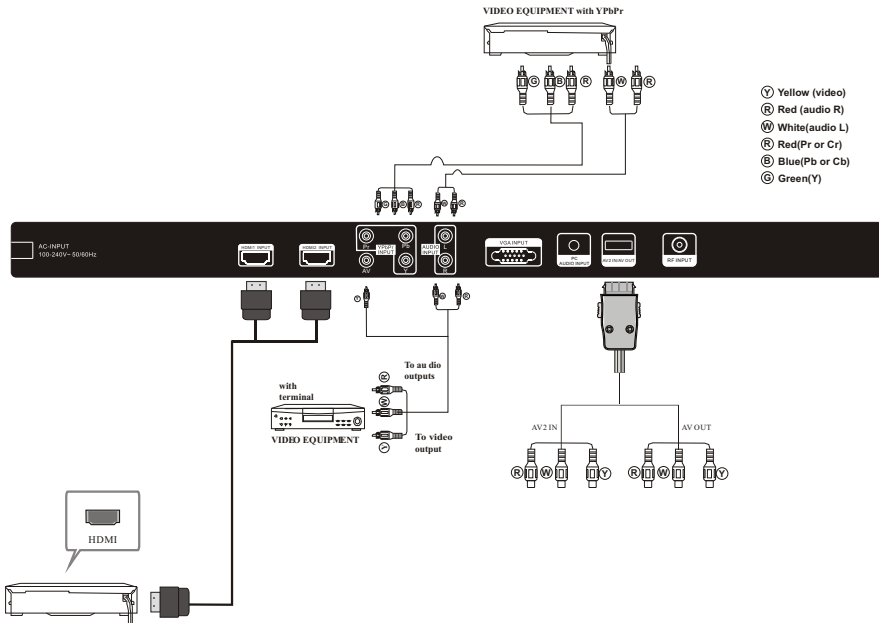 VIDEO EQUIPMENT with YPbPr
G B R W R
Y Yellow (video)
R Red (audio R)
W White(audio L)
R Red(Pr or Cr)
B Blue(Pb or Cb)
G Green(Y)
G B R W R
AC-INPUT
100-240V~ 50/60Hz
HDMI1 INPUT
HDMI2 INPUT
Pr
YPbPr
INPUT
Pb
AV
Y
AUDIO
INPUT
L
R
VGA INPUT
PC
AUDIO INPUT
AV2 IN/AV OUT
RF INPUT
Y W R
with
terminal
VIDEO EQUIPMENT
R
W
Y
To au dio
outputs
To video
output
AV2 IN
AV OUT
R W Y
R W Y
HDMI